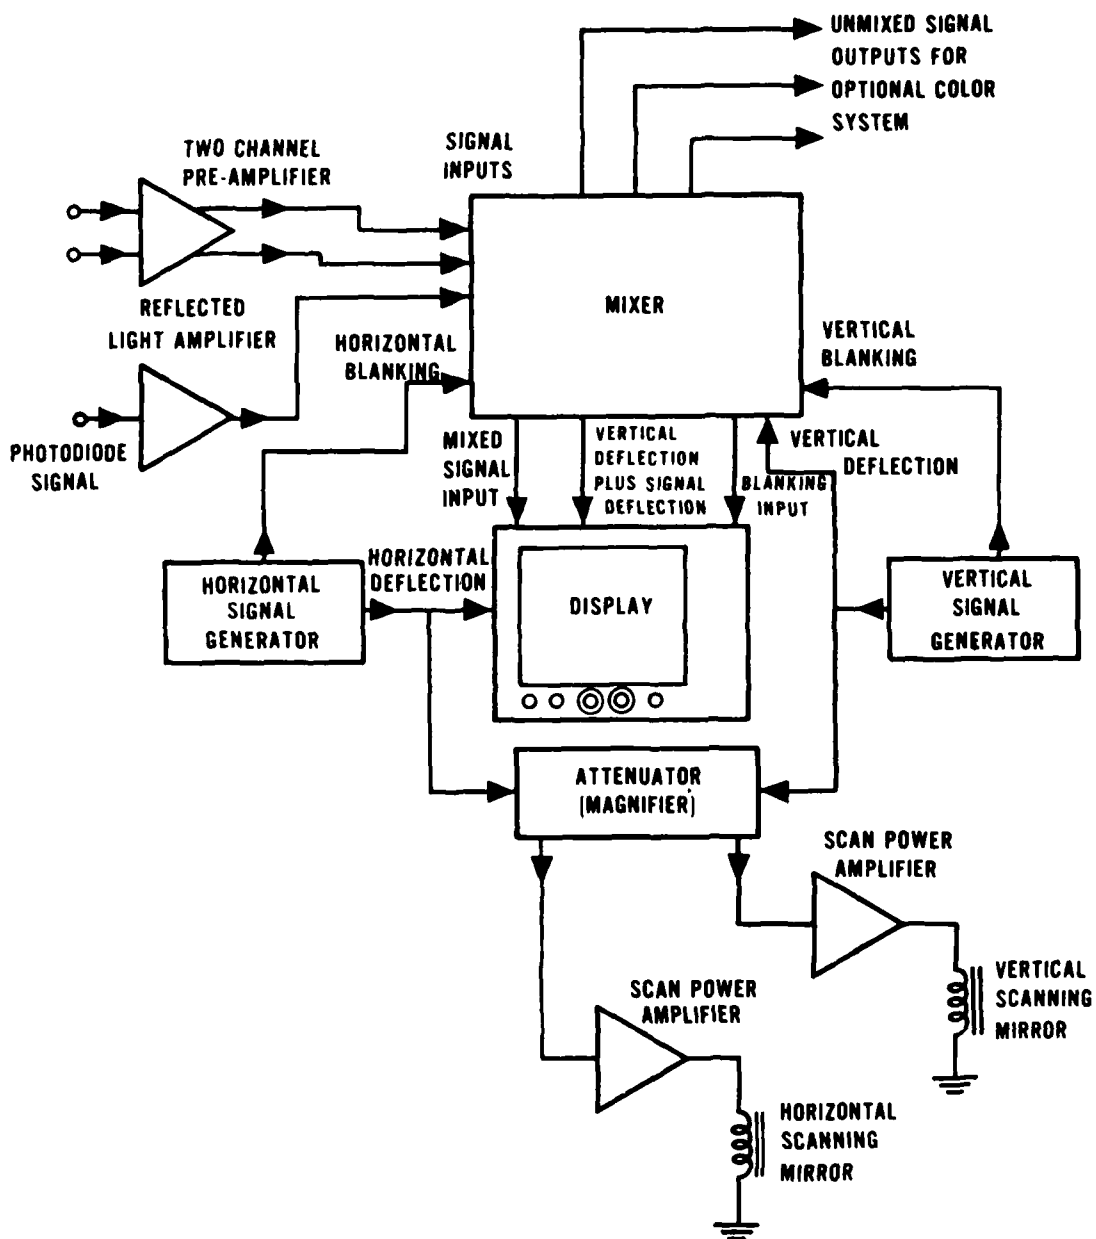 UNMIXED SIGNAL
OUTPUTS FOR
OPTIONAL COLOR
SYSTEM
TWO CHANNEL
PRE-AMPLIFIER
SIGNAL
INPUTS
MIXER
REFLECTED
LIGHT AMPLIFIER
HORIZONTAL
BLANKING
VERTICAL
BLANKING
PHOTODIODE
SIGNAL
MIXED
SIGNAL
INPUT
VERTICAL
DEFLECTION
PLUS SIGNAL
DEFLECTION
BLANKING
INPUT
VERTICAL
DEFLECTION
HORIZONTAL
SIGNAL
GENERATOR
HORIZONTAL
DEFLECTION
DISPLAY
VERTICAL
SIGNAL
GENERATOR
ATTENUATOR
(MAGNIFIER)
SCAN POWER
AMPLIFIER
VERTICAL
SCANNING
MIRROR
SCAN POWER
AMPLIFIER
HORIZONTAL
SCANNING
MIRROR